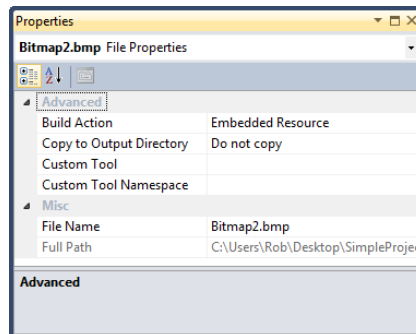 Properties
Bitmap2.bmp File Properties
Advanced
Build Action Embedded Resource
Copy to Output Directory Do not copy
Custom Tool
Custom Tool Namespace
Misc
File Name Bitmap2.bmp
Full Path C:\Users\Rob\Desktop\SimpleProjec
Advanced